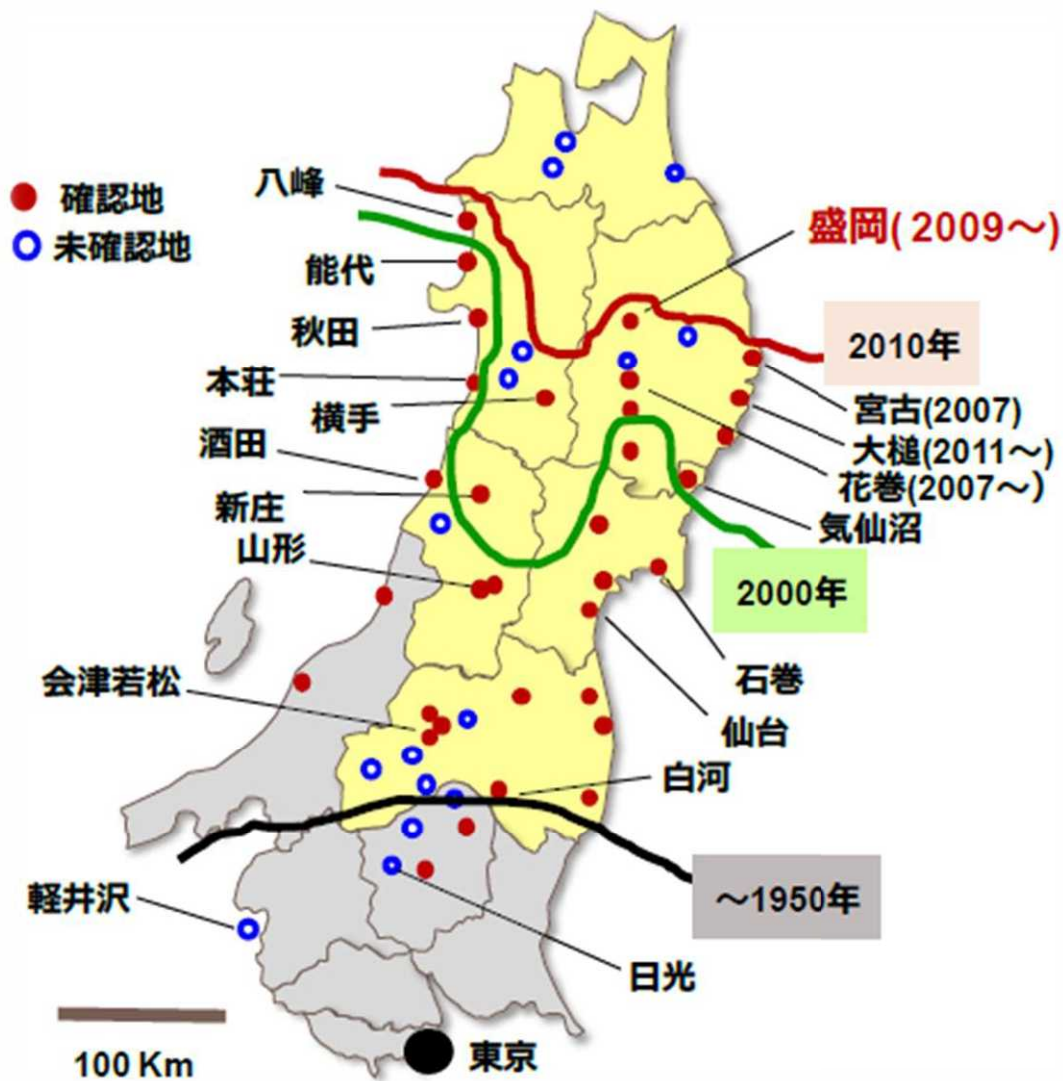 八峰
確認地
未確認地
盛岡( 2009～)
能代
秋田
2010年
本荘
横手
宮古(2007)
大槌(2011～)
酒田
花巻(2007～)
新庄
気仙沼
山形
2000年
会津若松
石巻
仙台
白河
～1950年
軽井沢
日光
東京
100 Km